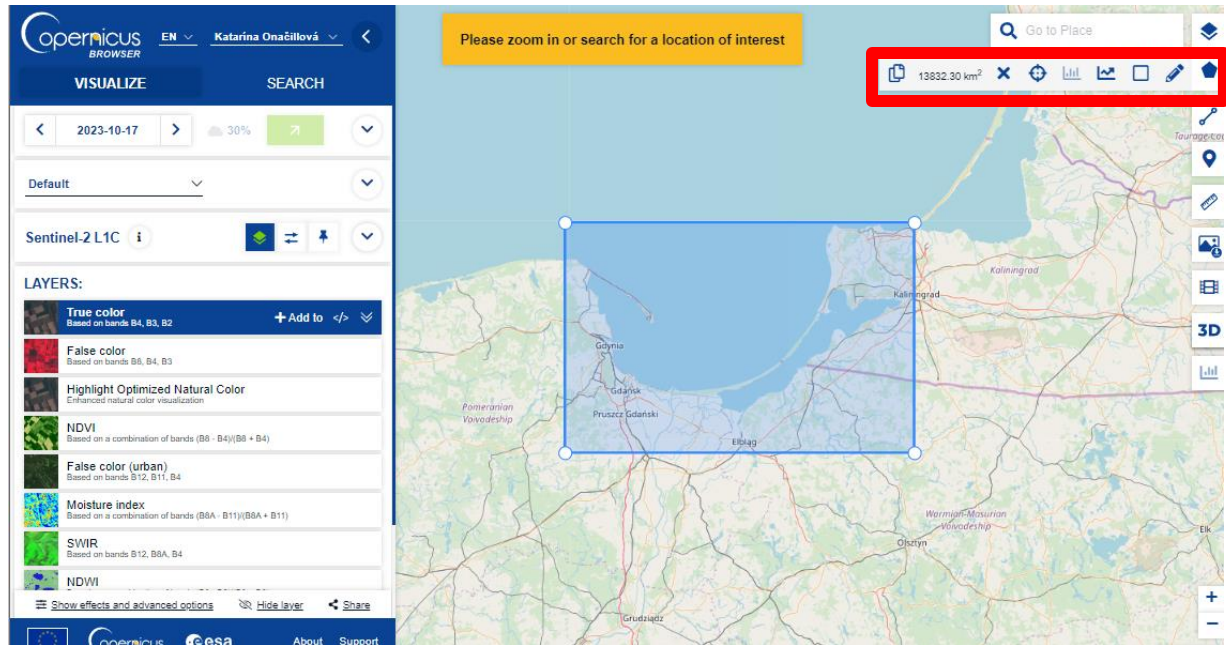 Copernicus
BROWSER
EN
Katarína Onačillová
VISUALIZE
SEARCH
2023-10-17
30%
Default
Sentinel-2 L1C
i
LAYERS:
True color
Based on bands B4, B3, B2
+ Add to </>
False color
Based on bands B8, B4, B3
Highlight Optimized Natural Color
Enhanced natural color visualization
NDVI
Based on a combination of bands (B8 - B4)/(B8 + B4)
False color (urban)
Based on bands B12, B11, B4
Moisture index
Based on a combination of bands (B8A - B11)/(B8A + B11)
SWIR
Based on bands B12, B8A, B4
NDWI
Show effects and advanced options
Hide layer
Share
Copernicus
esa
About
Support
Please zoom in or search for a location of interest
Go to Place
13832.30 km²
3D
+
−
Kaliningrad
Kaliningrad
Gdynia
Gdańsk
Pruszcz Gdański
Pomeranian
Voivodeship
Elbląg
Warmian-Masurian
Voivodeship
Olsztyn
Ełk
Grudziądz